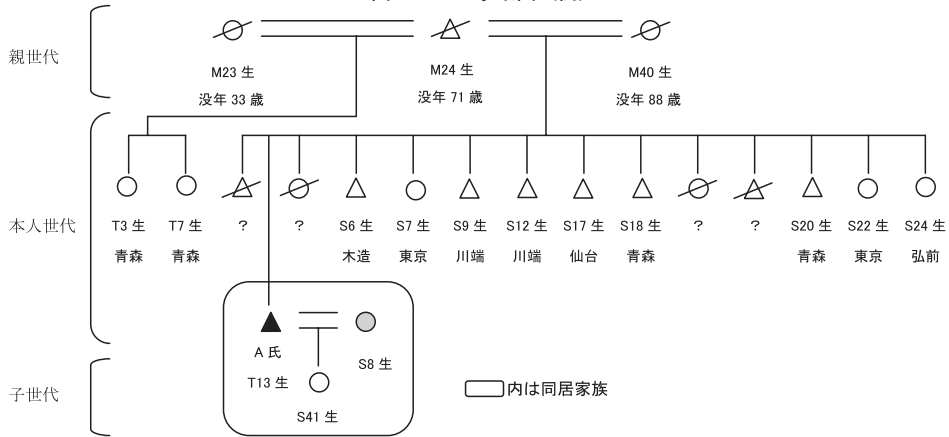 親世代
M23 生
没年 33 歳
M24 生
没年 71 歳
M40 生
没年 88 歳
本人世代
T3 生
青森
T7 生
青森
?
?
S6 生
木造
S7 生
東京
S9 生
川端
S12 生
川端
S17 生
仙台
S18 生
青森
?
?
S20 生
青森
S22 生
東京
S24 生
弘前
A 氏
T13 生
S8 生
子世代
S41 生
内は同居家族